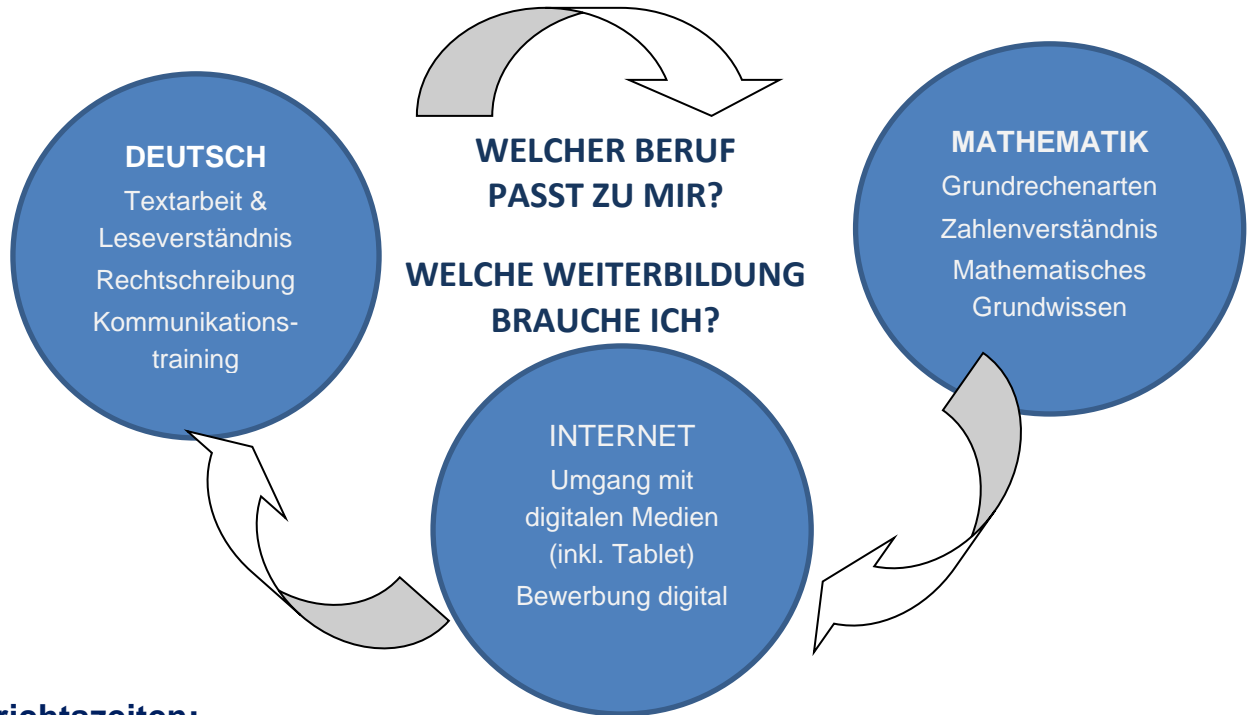 DEUTSCH
Textarbeit &
Leseverständnis
Rechtschreibung
Kommunikations-
training
WELCHER BERUF
PASST ZU MIR?
WELCHE WEITERBILDUNG
BRAUCHE ICH?
MATHEMATIK
Grundrechenarten
Zahlenverständnis
Mathematisches
Grundwissen
INTERNET
Umgang mit
digitalen Medien
(inkl. Tablet)
Bewerbung digital